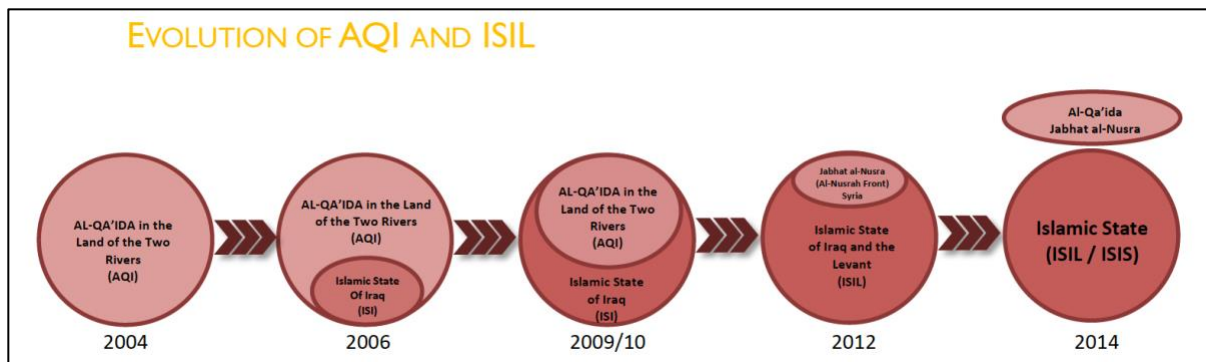 EVOLUTION OF AQI AND ISIL
AL-QA'IDA in the
Land of the Two
Rivers
(AQI)
2004
AL-QA'IDA in the Land
of the Two Rivers
(AQI)
Islamic State
Of Iraq
(ISI)
2006
AL-QA'IDA in the
Land of the Two
Rivers
(AQI)
Islamic State
of Iraq
(ISI)
2009/10
Jabhat al-Nusra
(Al-Nusrah Front)
Syria
Islamic State
of Iraq and the
Levant
(ISIL)
2012
Al-Qa'ida
Jabhat al-Nusra
Islamic State
(ISIL / ISIS)
2014